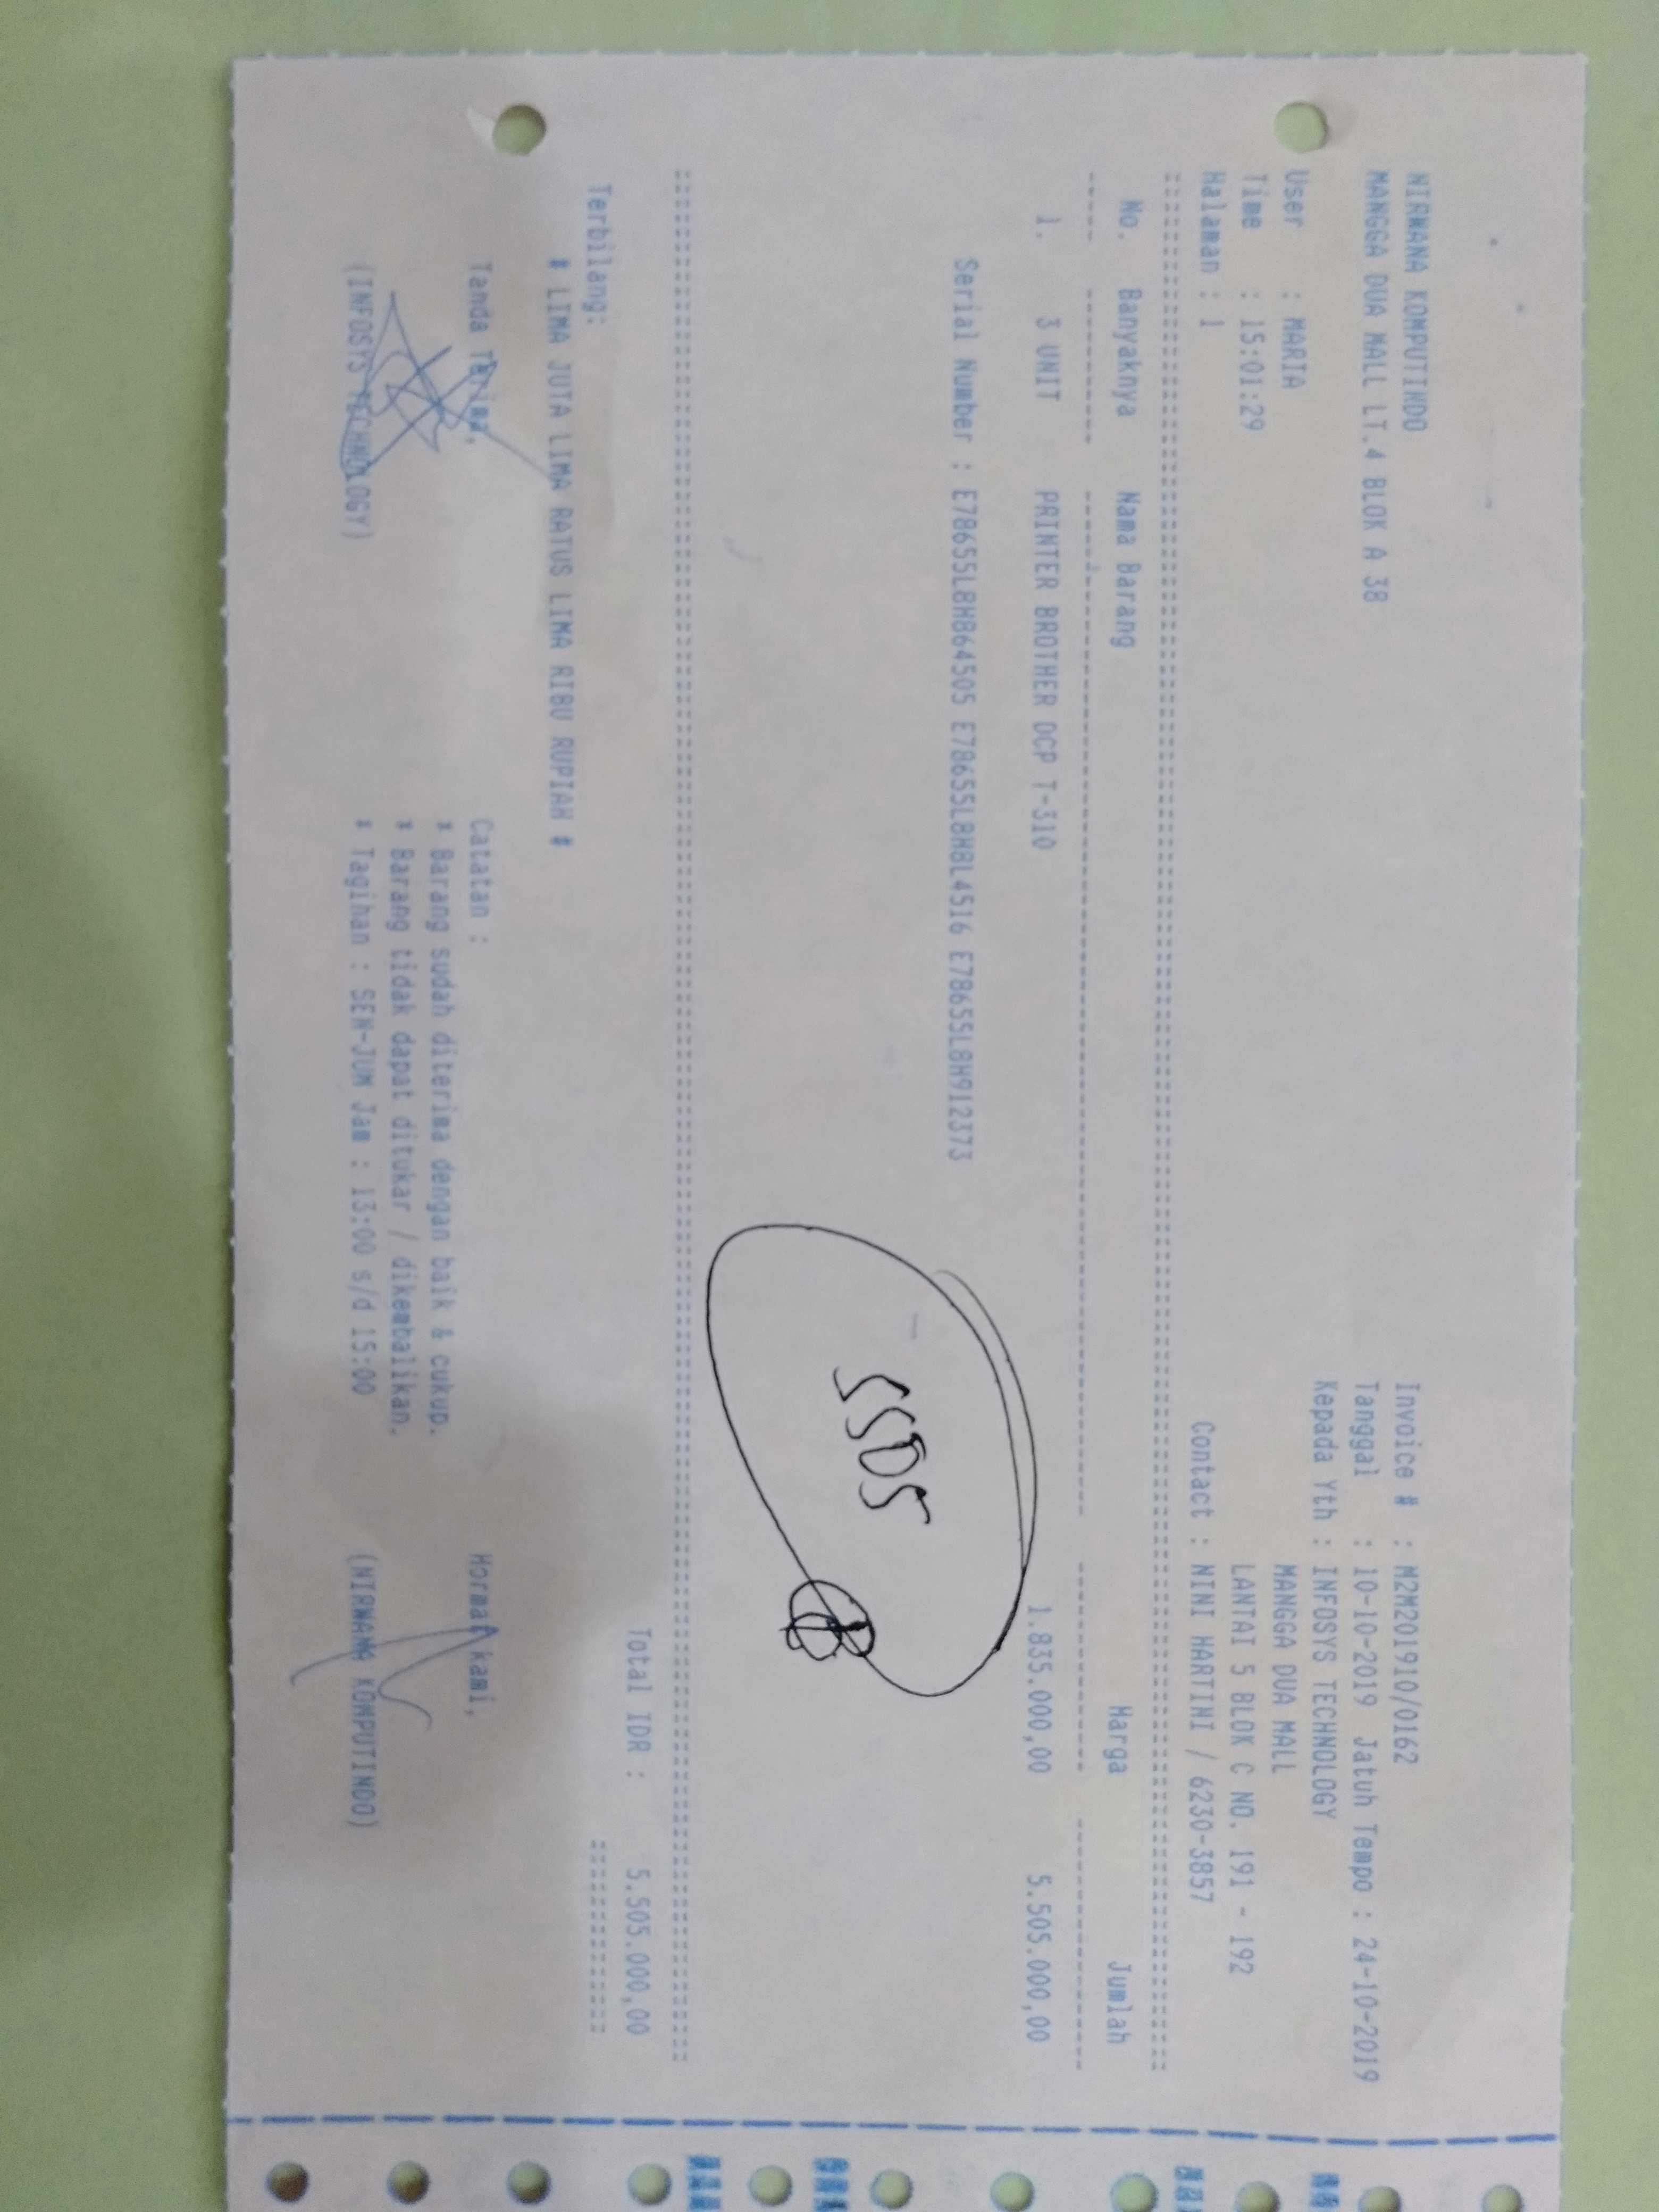 NIRWANA KOMPUTINDO
MANGGA DUA MALL LT.4 BLOK A 38
Invoice # : M2M201910/0162
Tanggal : 10-10-2019 Jatuh Tempo : 24-10-2019
Kepada Yth : INFOSYS TECHNOLOGY
MANGGA DUA MALL
LANTAI 5 BLOK C NO. 191 - 192
Contact : NINI HARTINI / 6230-3857
User : MARIA
Time : 15:01:29
Halaman : 1
No. Banyaknya Nama Barang Harga Jumlah
1. 3 UNIT PRINTER BROTHER DCP T-310 1.835.000,00 5.505.000,00
Serial Number : E78655L8H864505 E78655L8H8L4516 E78655L8H912373
5505
Total IDR : 5.505.000,00
Terbilang:
# LIMA JUTA LIMA RATUS LIMA RIBU RUPIAH #
Tanda Terima,
(INFOSYS TECHNOLOGY)
Catatan :
* Barang sudah diterima dengan baik & cukup.
* Barang tidak dapat ditukar / dikembalikan.
* Tagihan : SEN-JUM Jam : 13:00 s/d 15:00
Hormat kami,
(NIRWANA KOMPUTINDO)